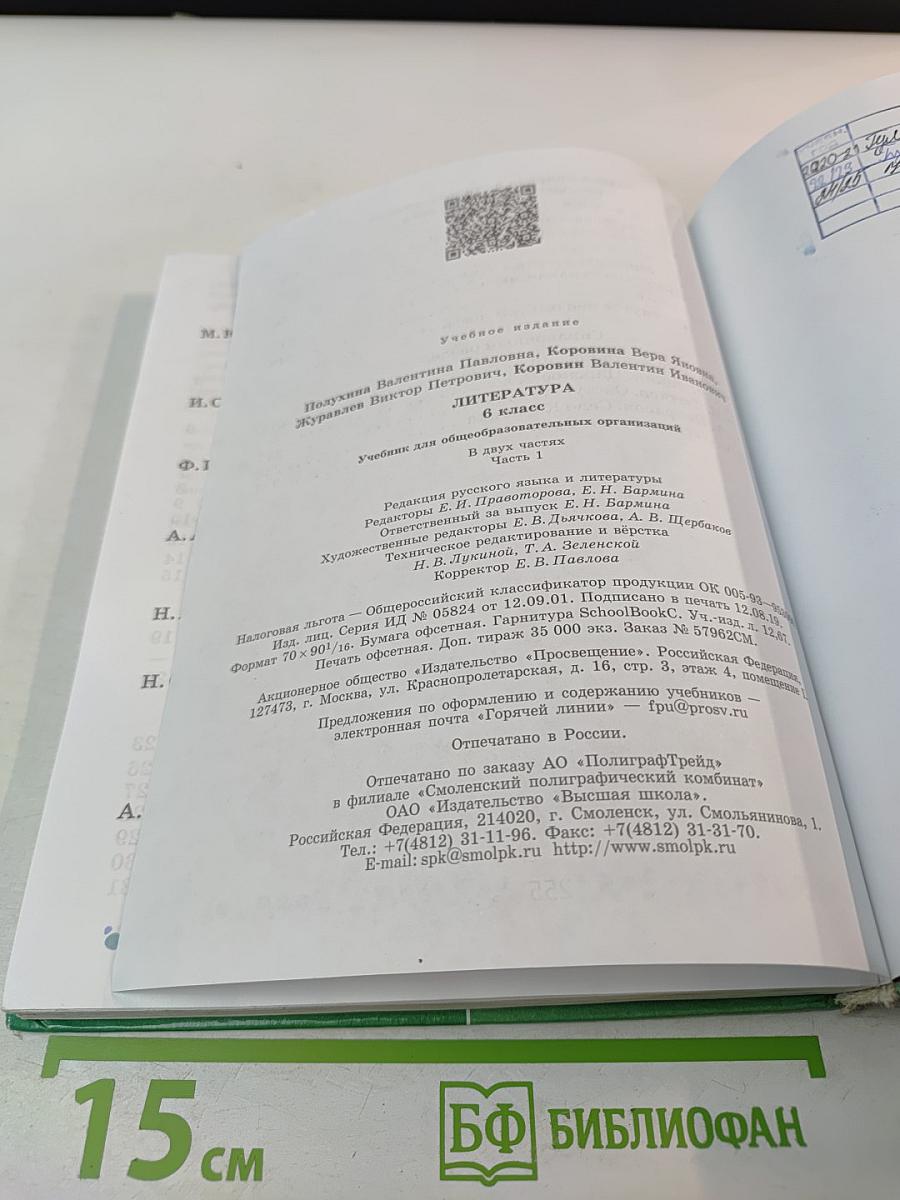 Учебное издание
Полухина Валентина Павловна, Коровина Вера Яновна,
Журавлев Виктор Петрович, Коровин Валентин Иванович
ЛИТЕРАТУРА
6 класс
Учебник для общеобразовательных организаций
В двух частях
Часть 1
Редакция русского языка и литературы
Редакторы Е. И. Правоторова, Е. Н. Бармина
Ответственный за выпуск Е. Н. Бармина
Художественные редакторы Е. В. Дьячкова, А. В. Щербаков
Техническое редактирование и вёрстка
Н. В. Лукиной, Т. А. Зеленской
Корректор Е. В. Павлова
Налоговая льгота — Общероссийский классификатор продукции ОК 005-93—
Изд. лиц. Серия ИД № 05824 от 12.09.01. Подписано в печать 12.08.19.
Формат 70×90¹/₁₆. Бумага офсетная. Гарнитура SchoolBookC. Уч.-изд. л. 12,67.
Печать офсетная. Доп. тираж 35 000 экз. Заказ № 57962СМ.
Акционерное общество «Издательство «Просвещение». Российская Федерация,
127473, г. Москва, ул. Краснопролетарская, д. 16, стр. 3, этаж 4, помещение I.
Предложения по оформлению и содержанию учебников —
электронная почта «Горячей линии» — fpu@prosv.ru
Отпечатано в России.
Отпечатано по заказу АО «ПолиграфТрейд»
в филиале «Смоленский полиграфический комбинат»
ОАО «Издательство «Высшая школа».
Российская Федерация, 214020, г. Смоленск, ул. Смольянинова, 1.
Тел.: +7(4812) 31-11-96. Факс: +7(4812) 31-31-70.
E-mail: spk@smolpk.ru http://www.smolpk.ru
М.
И. С
Ф.
А.
Н.
Н.
А.
2020-21
24/25
15 см
БФ БИБЛИОФАН